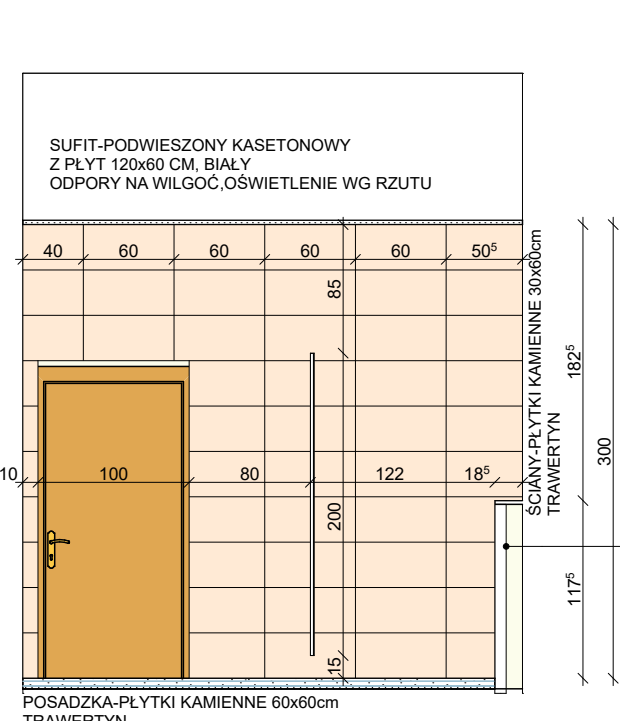 SUFIT-PODWIESZONY KASETONOWY
Z PŁYT 120x60 CM, BIAŁY
ODPORY NA WILGOĆ,OŚWIETLENIE WG RZUTU
40 60 60 60 60 50⁵
85
ŚCIANY-PŁYTKI KAMIENNE 30x60cm
TRAWERTYN
182⁵
300
10 100 80 122 18⁵
200
117⁵
15
POSADZKA-PŁYTKI KAMIENNE 60x60cm
TRAWERTYN